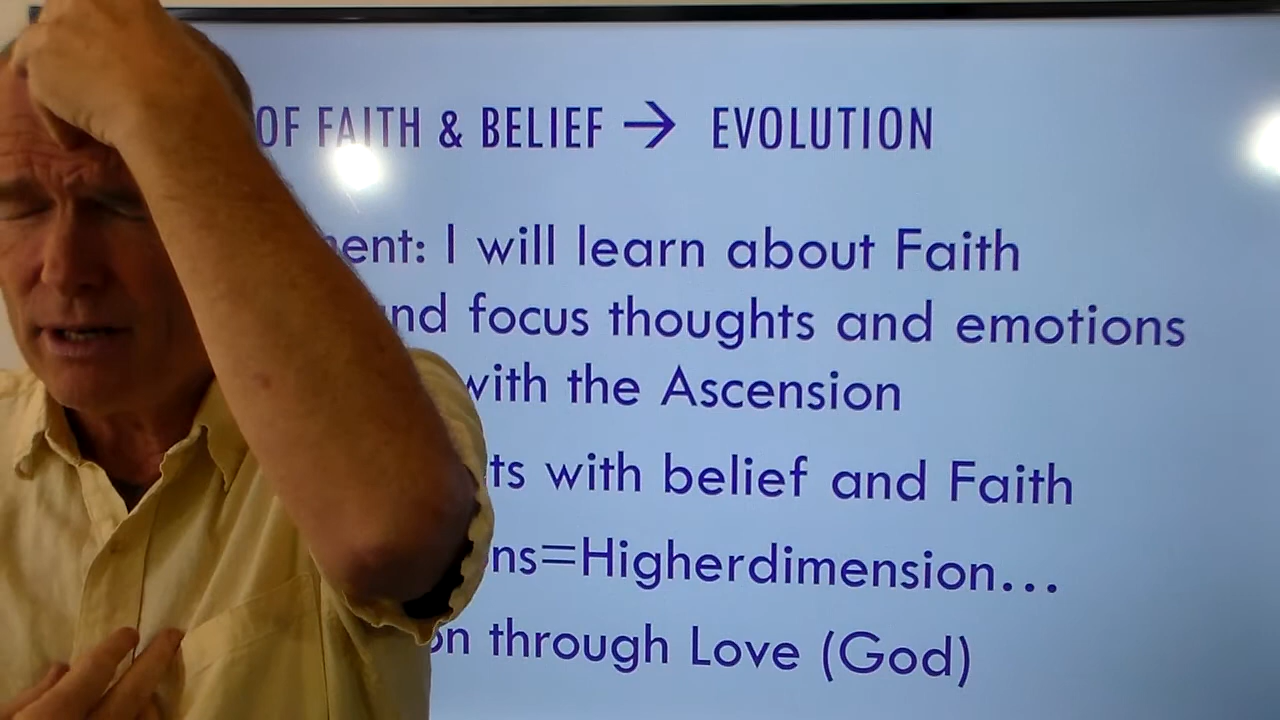 OF FAITH & BELIEF → EVOLUTION
ent: I will learn about Faith
nd focus thoughts and emotions
with the Ascension
ts with belief and Faith
ns=Higherdimension...
on through Love (God)